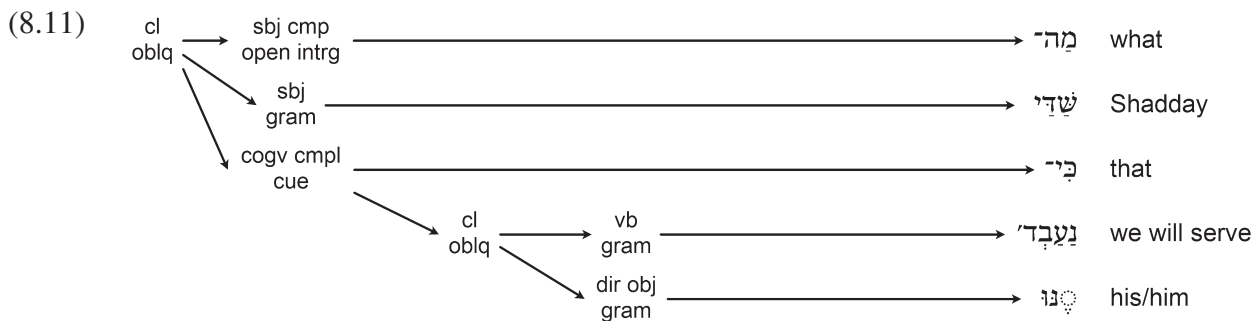 (8.11)
cl
oblq
sbj cmp
open intrg
מַה־ what
sbj
gram
שַׁדַּי Shadday
cogv cmpl
cue
כִּי־ that
cl
oblq
vb
gram
נַעַבְד׳ we will serve
dir obj
gram
◌ֶנּוּ his/him